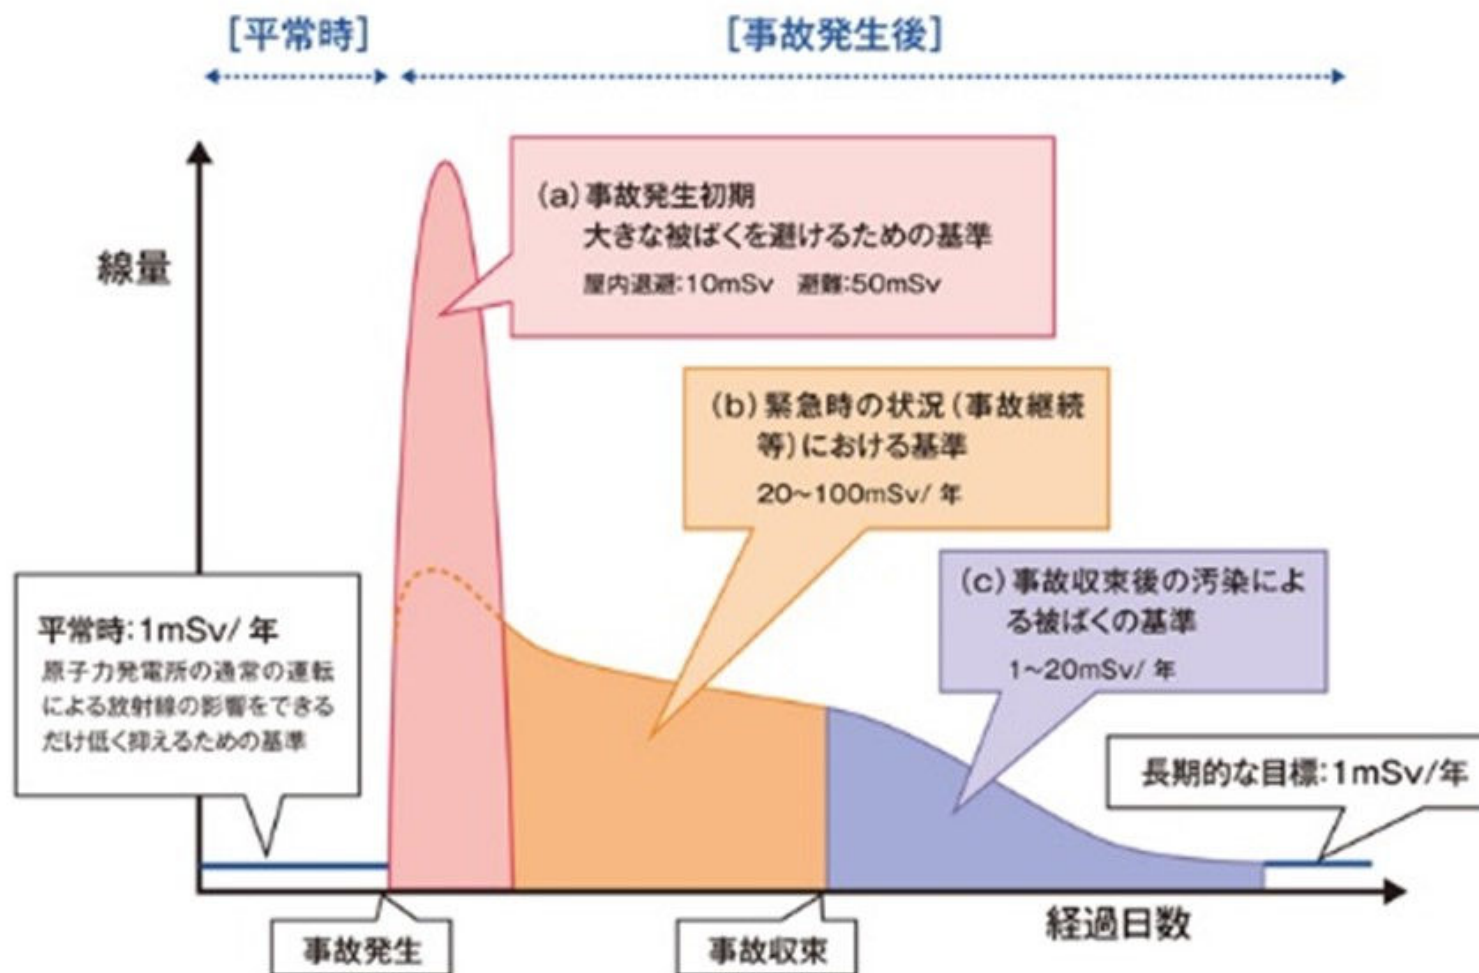 [平常時]
[事故発生後]
線量
(a)事故発生初期
大きな被ばくを避けるための基準
屋内退避:10mSv 避難:50mSv
(b)緊急時の状況(事故継続
等)における基準
20〜100mSv/ 年
(c)事故収束後の汚染によ
る被ばくの基準
1〜20mSv/ 年
平常時:1mSv/ 年
原子力発電所の通常の運転
による放射線の影響をできる
だけ低く抑えるための基準
長期的な目標:1mSv/年
事故発生
事故収束
経過日数